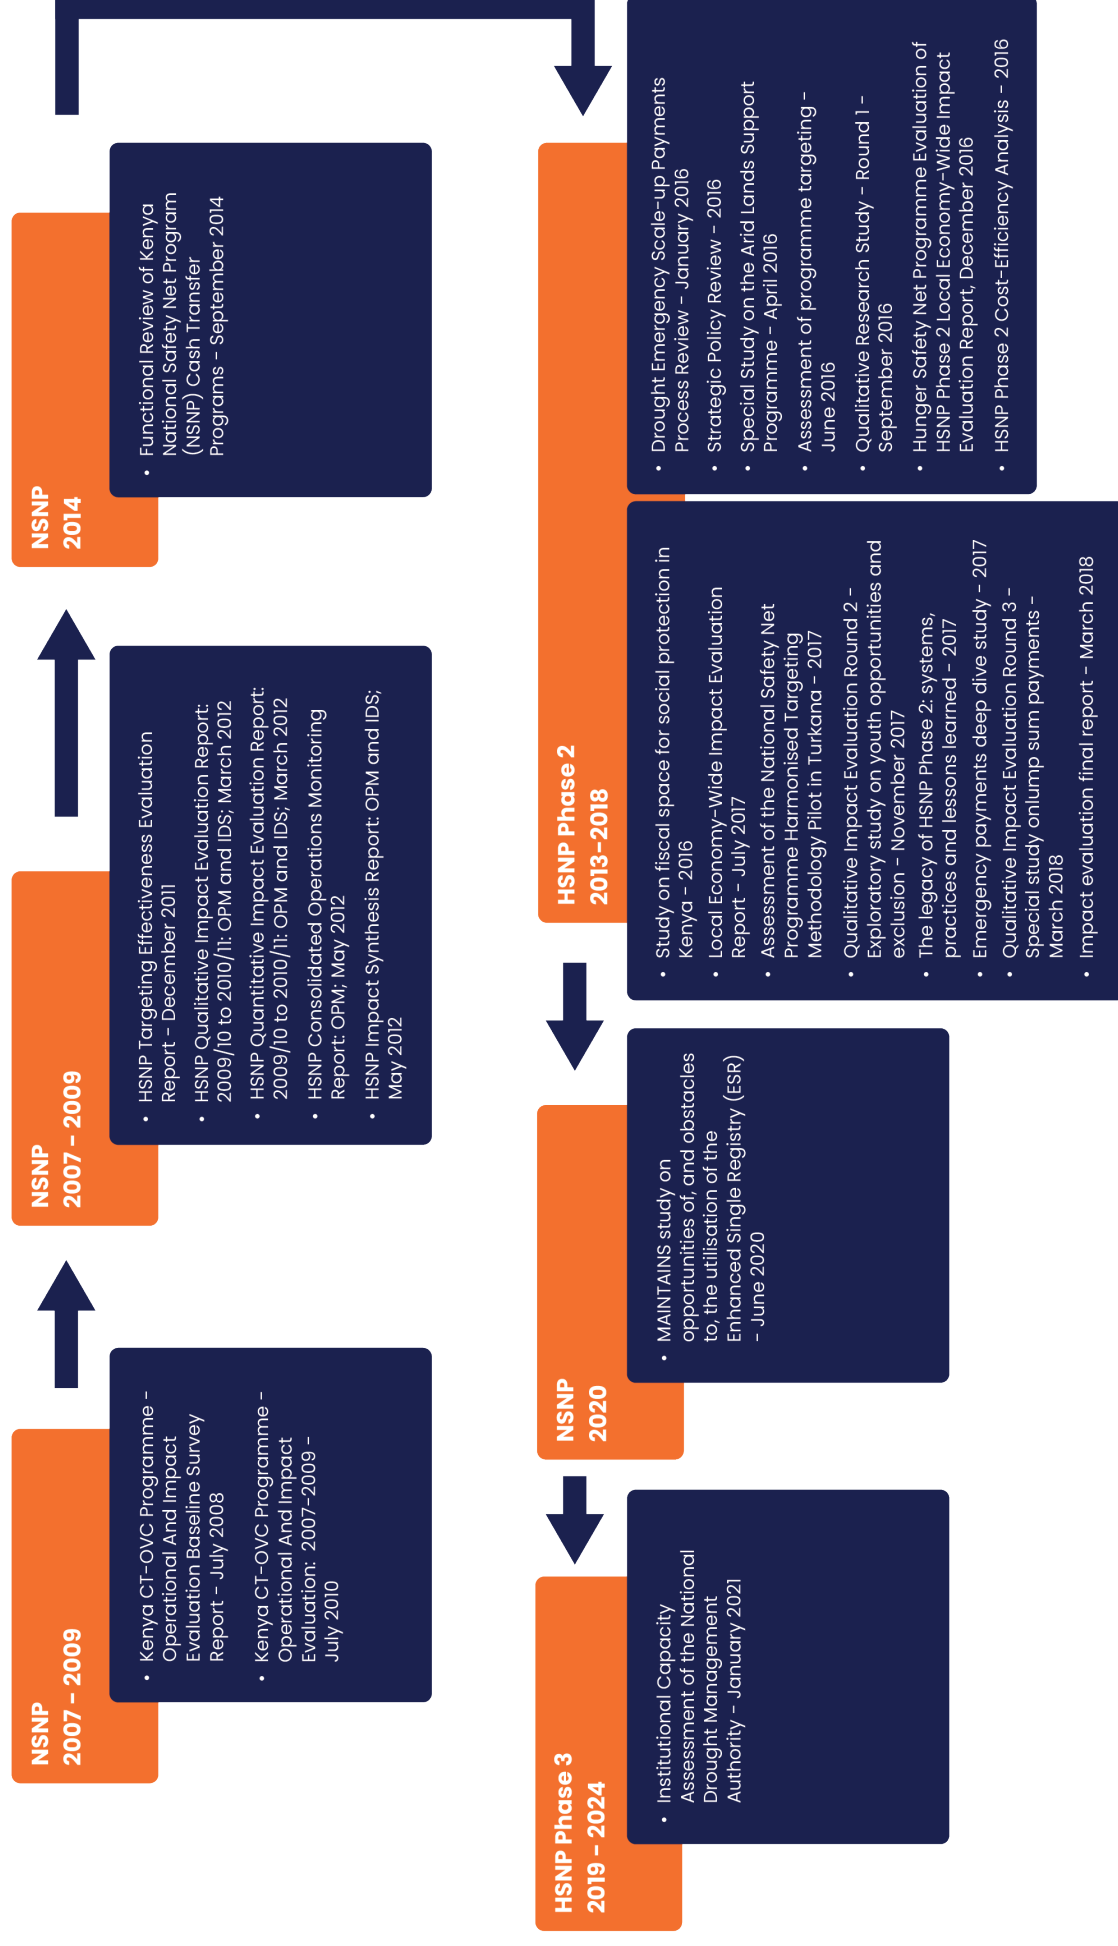 NSNP
2007 – 2009
• Kenya CT-OVC Programme –
Operational And Impact
Evaluation Baseline Survey
Report – July 2008
• Kenya CT-OVC Programme –
Operational And Impact
Evaluation: 2007-2009 –
July 2010
NSNP
2007 – 2009
• HSNP Targeting Effectiveness Evaluation
Report – December 2011
• HSNP Qualitative Impact Evaluation Report:
2009/10 to 2010/11: OPM and IDS; March 2012
• HSNP Quantitative Impact Evaluation Report:
2009/10 to 2010/11: OPM and IDS; March 2012
• HSNP Consolidated Operations Monitoring
Report: OPM; May 2012
• HSNP Impact Synthesis Report: OPM and IDS;
May 2012
NSNP
2014
• Functional Review of Kenya
National Safety Net Program
(NSNP) Cash Transfer
Programs – September 2014
HSNP Phase 2
2013–2018
• Drought Emergency Scale-up Payments
Process Review – January 2016
• Strategic Policy Review – 2016
• Special Study on the Arid Lands Support
Programme – April 2016
• Assessment of programme targeting –
June 2016
• Qualitative Research Study – Round 1 –
September 2016
• Hunger Safety Net Programme Evaluation of
HSNP Phase 2 Local Economy-Wide Impact
Evaluation Report, December 2016
• HSNP Phase 2 Cost-Efficiency Analysis – 2016
• Study on fiscal space for social protection in
Kenya – 2016
• Local Economy-Wide Impact Evaluation
Report – July 2017
• Assessment of the National Safety Net
Programme Harmonised Targeting
Methodology Pilot in Turkana – 2017
• Qualitative Impact Evaluation Round 2 –
Exploratory study on youth opportunities and
exclusion – November 2017
• The legacy of HSNP Phase 2: systems,
practices and lessons learned – 2017
• Emergency payments deep dive study – 2017
• Qualitative Impact Evaluation Round 3 –
Special study onlump sum payments –
March 2018
• Impact evaluation final report – March 2018
NSNP
2020
• MAINTAINS study on
opportunities of, and obstacles
to, the utilisation of the
Enhanced Single Registry (ESR)
– June 2020
HSNP Phase 3
2019 – 2024
• Institutional Capacity
Assessment of the National
Drought Management
Authority – January 2021